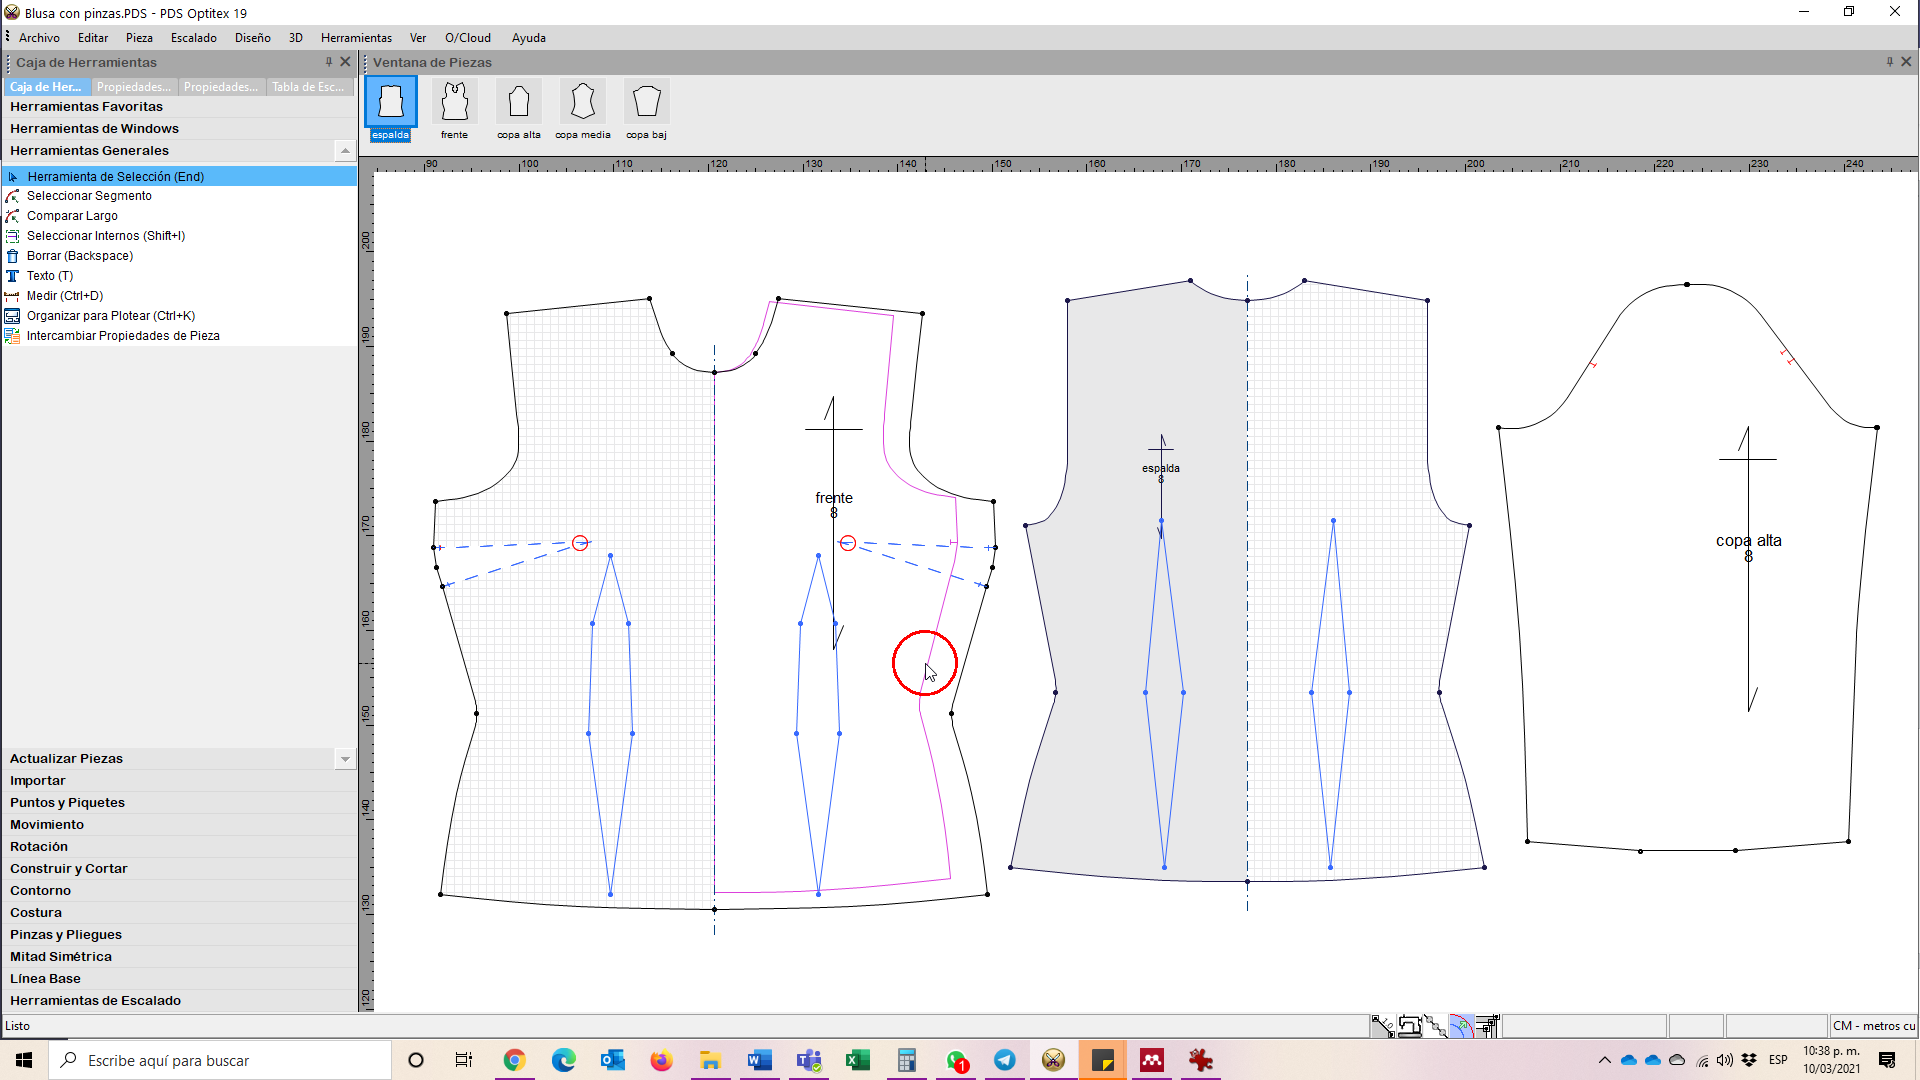 Blusa con pinzas.PDS - PDS Optitex 19
Archivo Editar Pieza Escalado Diseño 3D Herramientas Ver O/Cloud Ayuda
Caja de Herramientas
Ventana de Piezas
Caja de Her... Propiedades... Propiedades... Tabla de Esc...
Herramientas Favoritas
Herramientas de Windows
Herramientas Generales
Herramienta de Selección (End)
Seleccionar Segmento
Comparar Largo
Seleccionar Internos (Shift+I)
Borrar (Backspace)
Texto (T)
Medir (Ctrl+D)
Organizar para Plotear (Ctrl+K)
Intercambiar Propiedades de Pieza
Actualizar Piezas
Importar
Puntos y Piquetes
Movimiento
Rotación
Construir y Cortar
Contorno
Costura
Pinzas y Pliegues
Mitad Simétrica
Línea Base
Herramientas de Escalado
espalda frente copa alta copa media copa baj
90 100 110 120 130 140 150 160 170 180 190 200 210 220 230 240
200
190
180
170
160
150
140
130
120
frente
8
espalda
8
copa alta
8
Listo
CM - metros cu
Escribe aquí para buscar
1
ESP
10:38 p. m.
10/03/2021